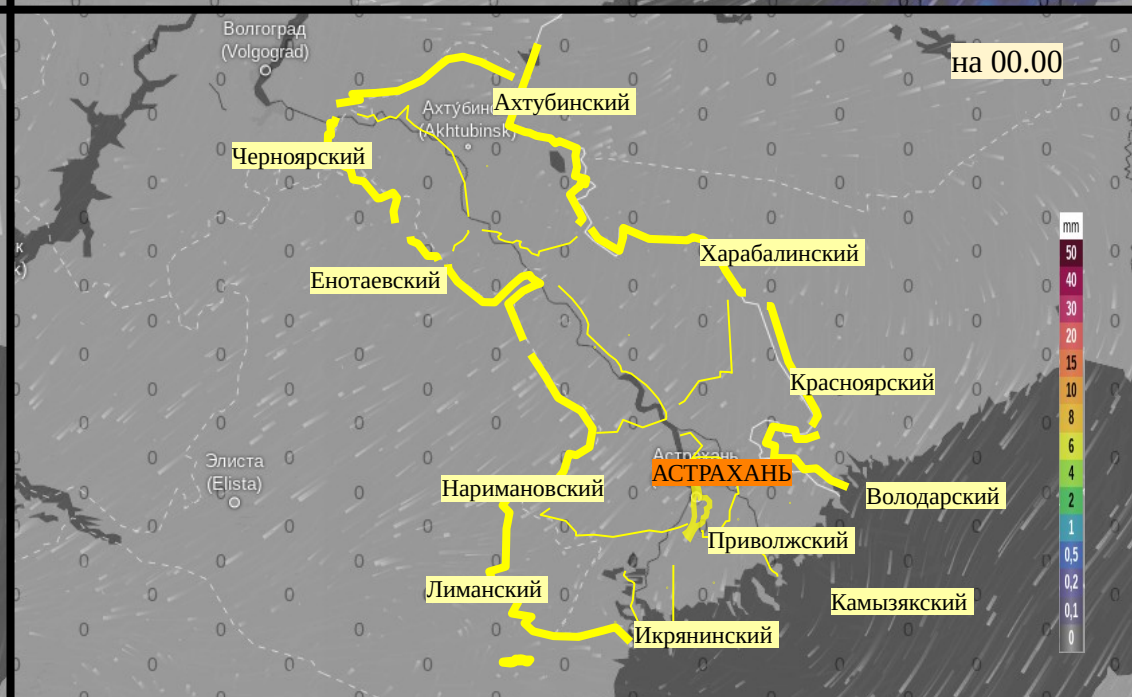 Волгоград
(Volgograd)
на 00.00
Ахтубинский
(Akhtubinsk)
Черноярский
mm
50
40
30
20
15
10
8
6
4
2
1
0,5
0,2
0,1
0
Харабалинский
Енотаевский
Красноярский
Элиста
(Elista)
Астрахань
АСТРАХАНЬ
Наримановский
Володарский
Приволжский
Лиманский
Камызякский
Икрянинский